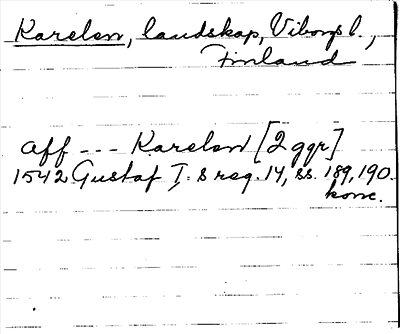 Karelen, landskap, Viborgs l.,
Finland
aff --- Karelen [2 ggr]
1542 Gustaf I:s reg. 14, ss. 189, 190.
konc.